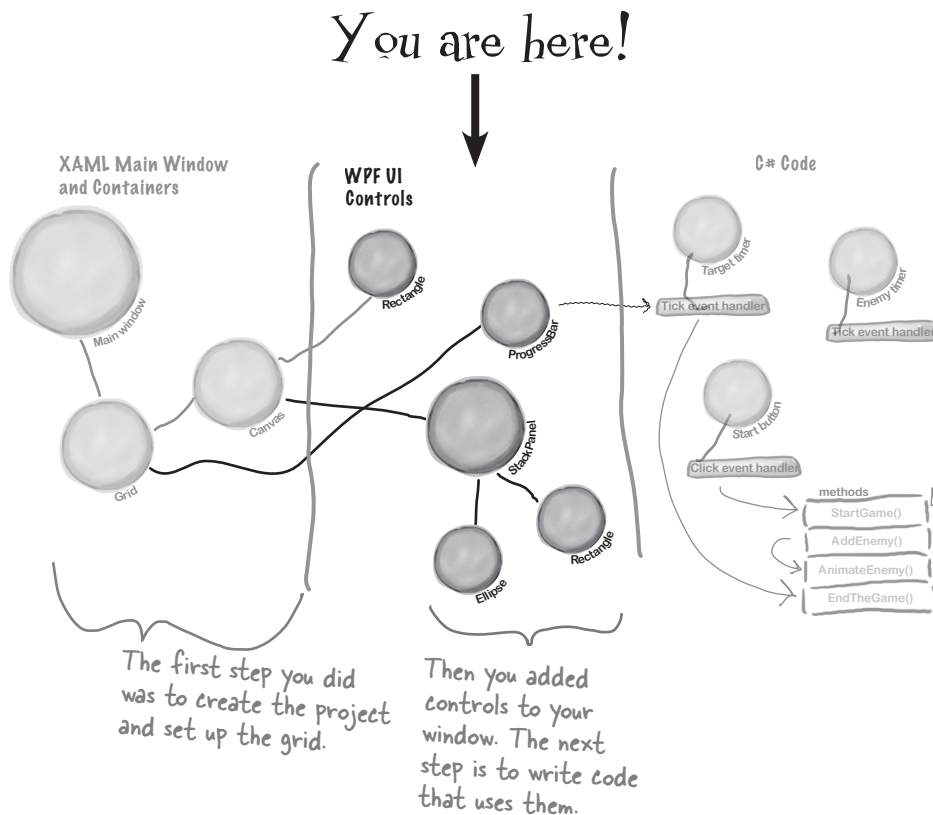 You are here!
XAML Main Window
and Containers
WPF UI
Controls
C# Code
Main window
Grid
Canvas
Rectangle
ProgressBar
StackPanel
Ellipse
Rectangle
Target timer
Tick event handler
Enemy timer
Tick event handler
Start button
Click event handler
methods
StartGame()
AddEnemy()
AnimateEnemy()
EndTheGame()
The first step you did
was to create the project
and set up the grid.
Then you added
controls to your
window. The next
step is to write code
that uses them.